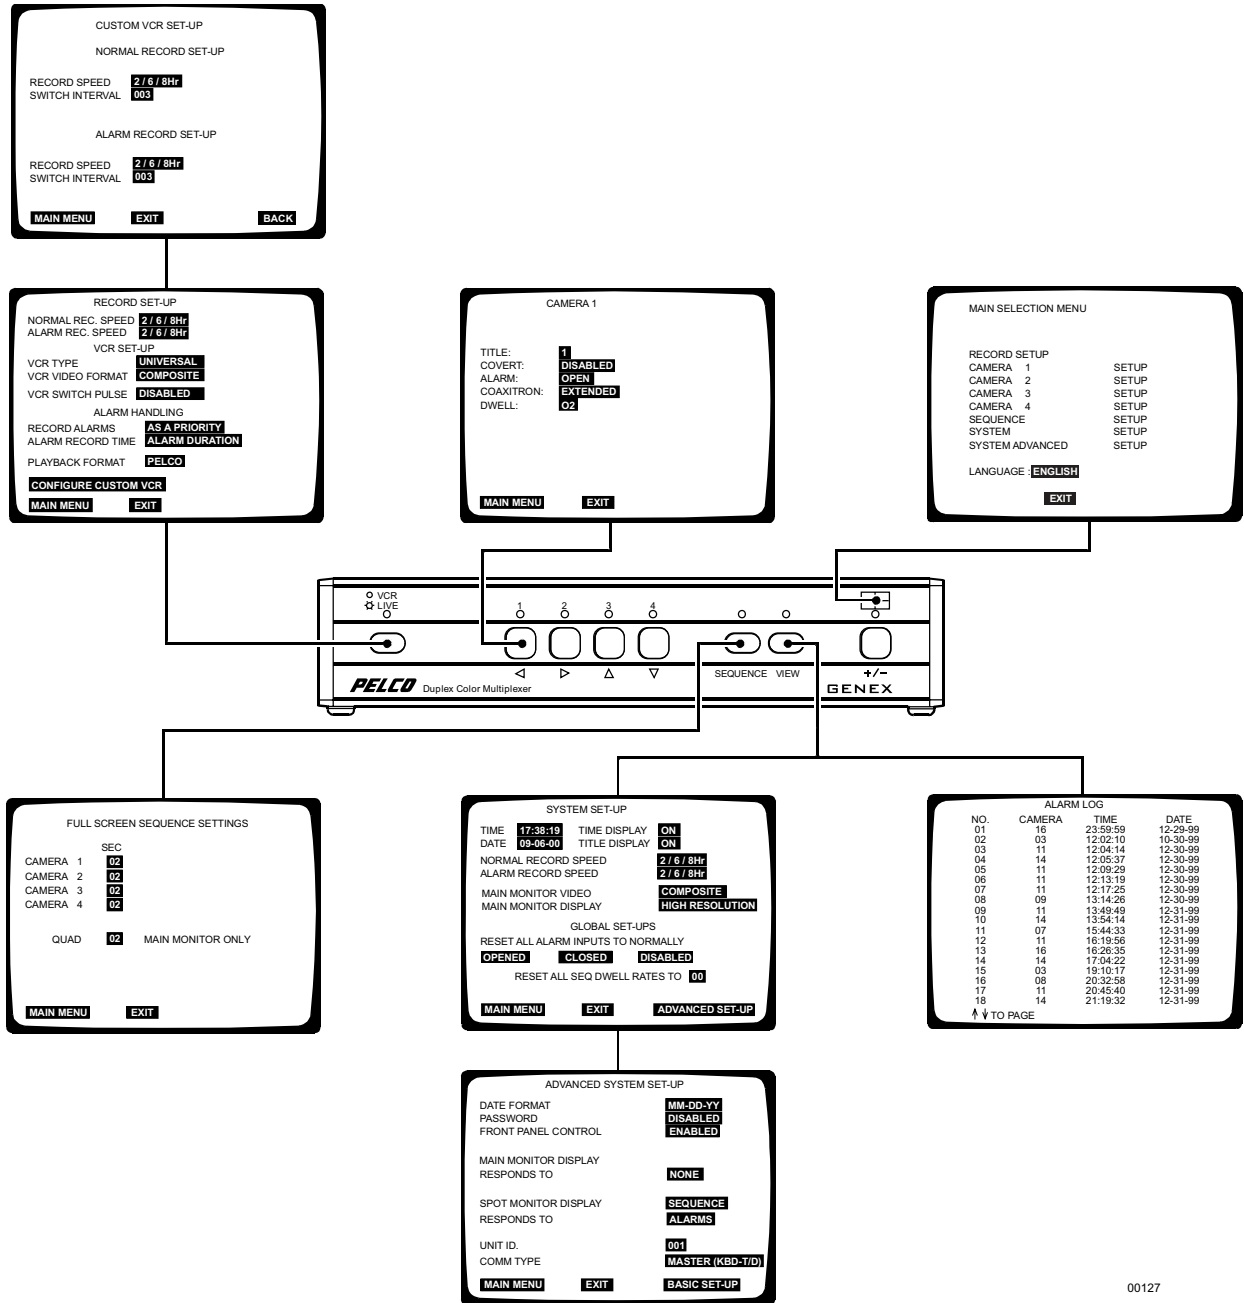 CUSTOM VCR SET-UP
NORMAL RECORD SET-UP
RECORD SPEED 2 / 6 / 8Hr
SWITCH INTERVAL 003
ALARM RECORD SET-UP
RECORD SPEED 2 / 6 / 8Hr
SWITCH INTERVAL 003
MAIN MENU EXIT BACK
RECORD SET-UP
NORMAL REC. SPEED 2 / 6 / 8Hr
ALARM REC. SPEED 2 / 6 / 8Hr
VCR SET-UP
VCR TYPE UNIVERSAL
VCR VIDEO FORMAT COMPOSITE
VCR SWITCH PULSE DISABLED
ALARM HANDLING
RECORD ALARMS AS A PRIORITY
ALARM RECORD TIME ALARM DURATION
PLAYBACK FORMAT PELCO
CONFIGURE CUSTOM VCR
MAIN MENU EXIT
CAMERA 1
TITLE: 1
COVERT: DISABLED
ALARM: OPEN
COAXITRON: EXTENDED
DWELL: O2
MAIN MENU EXIT
MAIN SELECTION MENU
RECORD SETUP
CAMERA 1 SETUP
CAMERA 2 SETUP
CAMERA 3 SETUP
CAMERA 4 SETUP
SEQUENCE SETUP
SYSTEM SETUP
SYSTEM ADVANCED SETUP
LANGUAGE : ENGLISH
EXIT
VCR
LIVE
1 2 3 4
SEQUENCE VIEW +/−
PELCO Duplex Color Multiplexer GENEX
FULL SCREEN SEQUENCE SETTINGS
SEC
CAMERA 1 02
CAMERA 2 02
CAMERA 3 02
CAMERA 4 02
QUAD 02 MAIN MONITOR ONLY
MAIN MENU EXIT
SYSTEM SET-UP
TIME 17:38:19 TIME DISPLAY ON
DATE 09-06-00 TITLE DISPLAY ON
NORMAL RECORD SPEED 2 / 6 / 8Hr
ALARM RECORD SPEED 2 / 6 / 8Hr
MAIN MONITOR VIDEO COMPOSITE
MAIN MONITOR DISPLAY HIGH RESOLUTION
GLOBAL SET-UPS
RESET ALL ALARM INPUTS TO NORMALLY
OPENED CLOSED DISABLED
RESET ALL SEQ DWELL RATES TO 00
MAIN MENU EXIT ADVANCED SET-UP
ALARM LOG
NO. CAMERA TIME DATE
01 16 23:59:59 12-29-99
02 03 12:02:10 10-30-99
03 11 12:04:14 12-30-99
04 14 12:05:37 12-30-99
05 11 12:09:29 12-30-99
06 11 12:13:19 12-30-99
07 11 12:17:25 12-30-99
08 09 13:14:26 12-30-99
09 11 13:49:49 12-31-99
10 14 13:54:14 12-31-99
11 07 15:44:33 12-31-99
12 11 16:19:56 12-31-99
13 16 16:26:35 12-31-99
14 14 17:04:22 12-31-99
15 03 19:10:17 12-31-99
16 08 20:32:58 12-31-99
17 11 20:45:40 12-31-99
18 14 21:19:32 12-31-99
TO PAGE
ADVANCED SYSTEM SET-UP
DATE FORMAT MM-DD-YY
PASSWORD DISABLED
FRONT PANEL CONTROL ENABLED
MAIN MONITOR DISPLAY
RESPONDS TO NONE
SPOT MONITOR DISPLAY SEQUENCE
RESPONDS TO ALARMS
UNIT ID. 001
COMM TYPE MASTER (KBD-T/D)
MAIN MENU EXIT BASIC SET-UP
00127